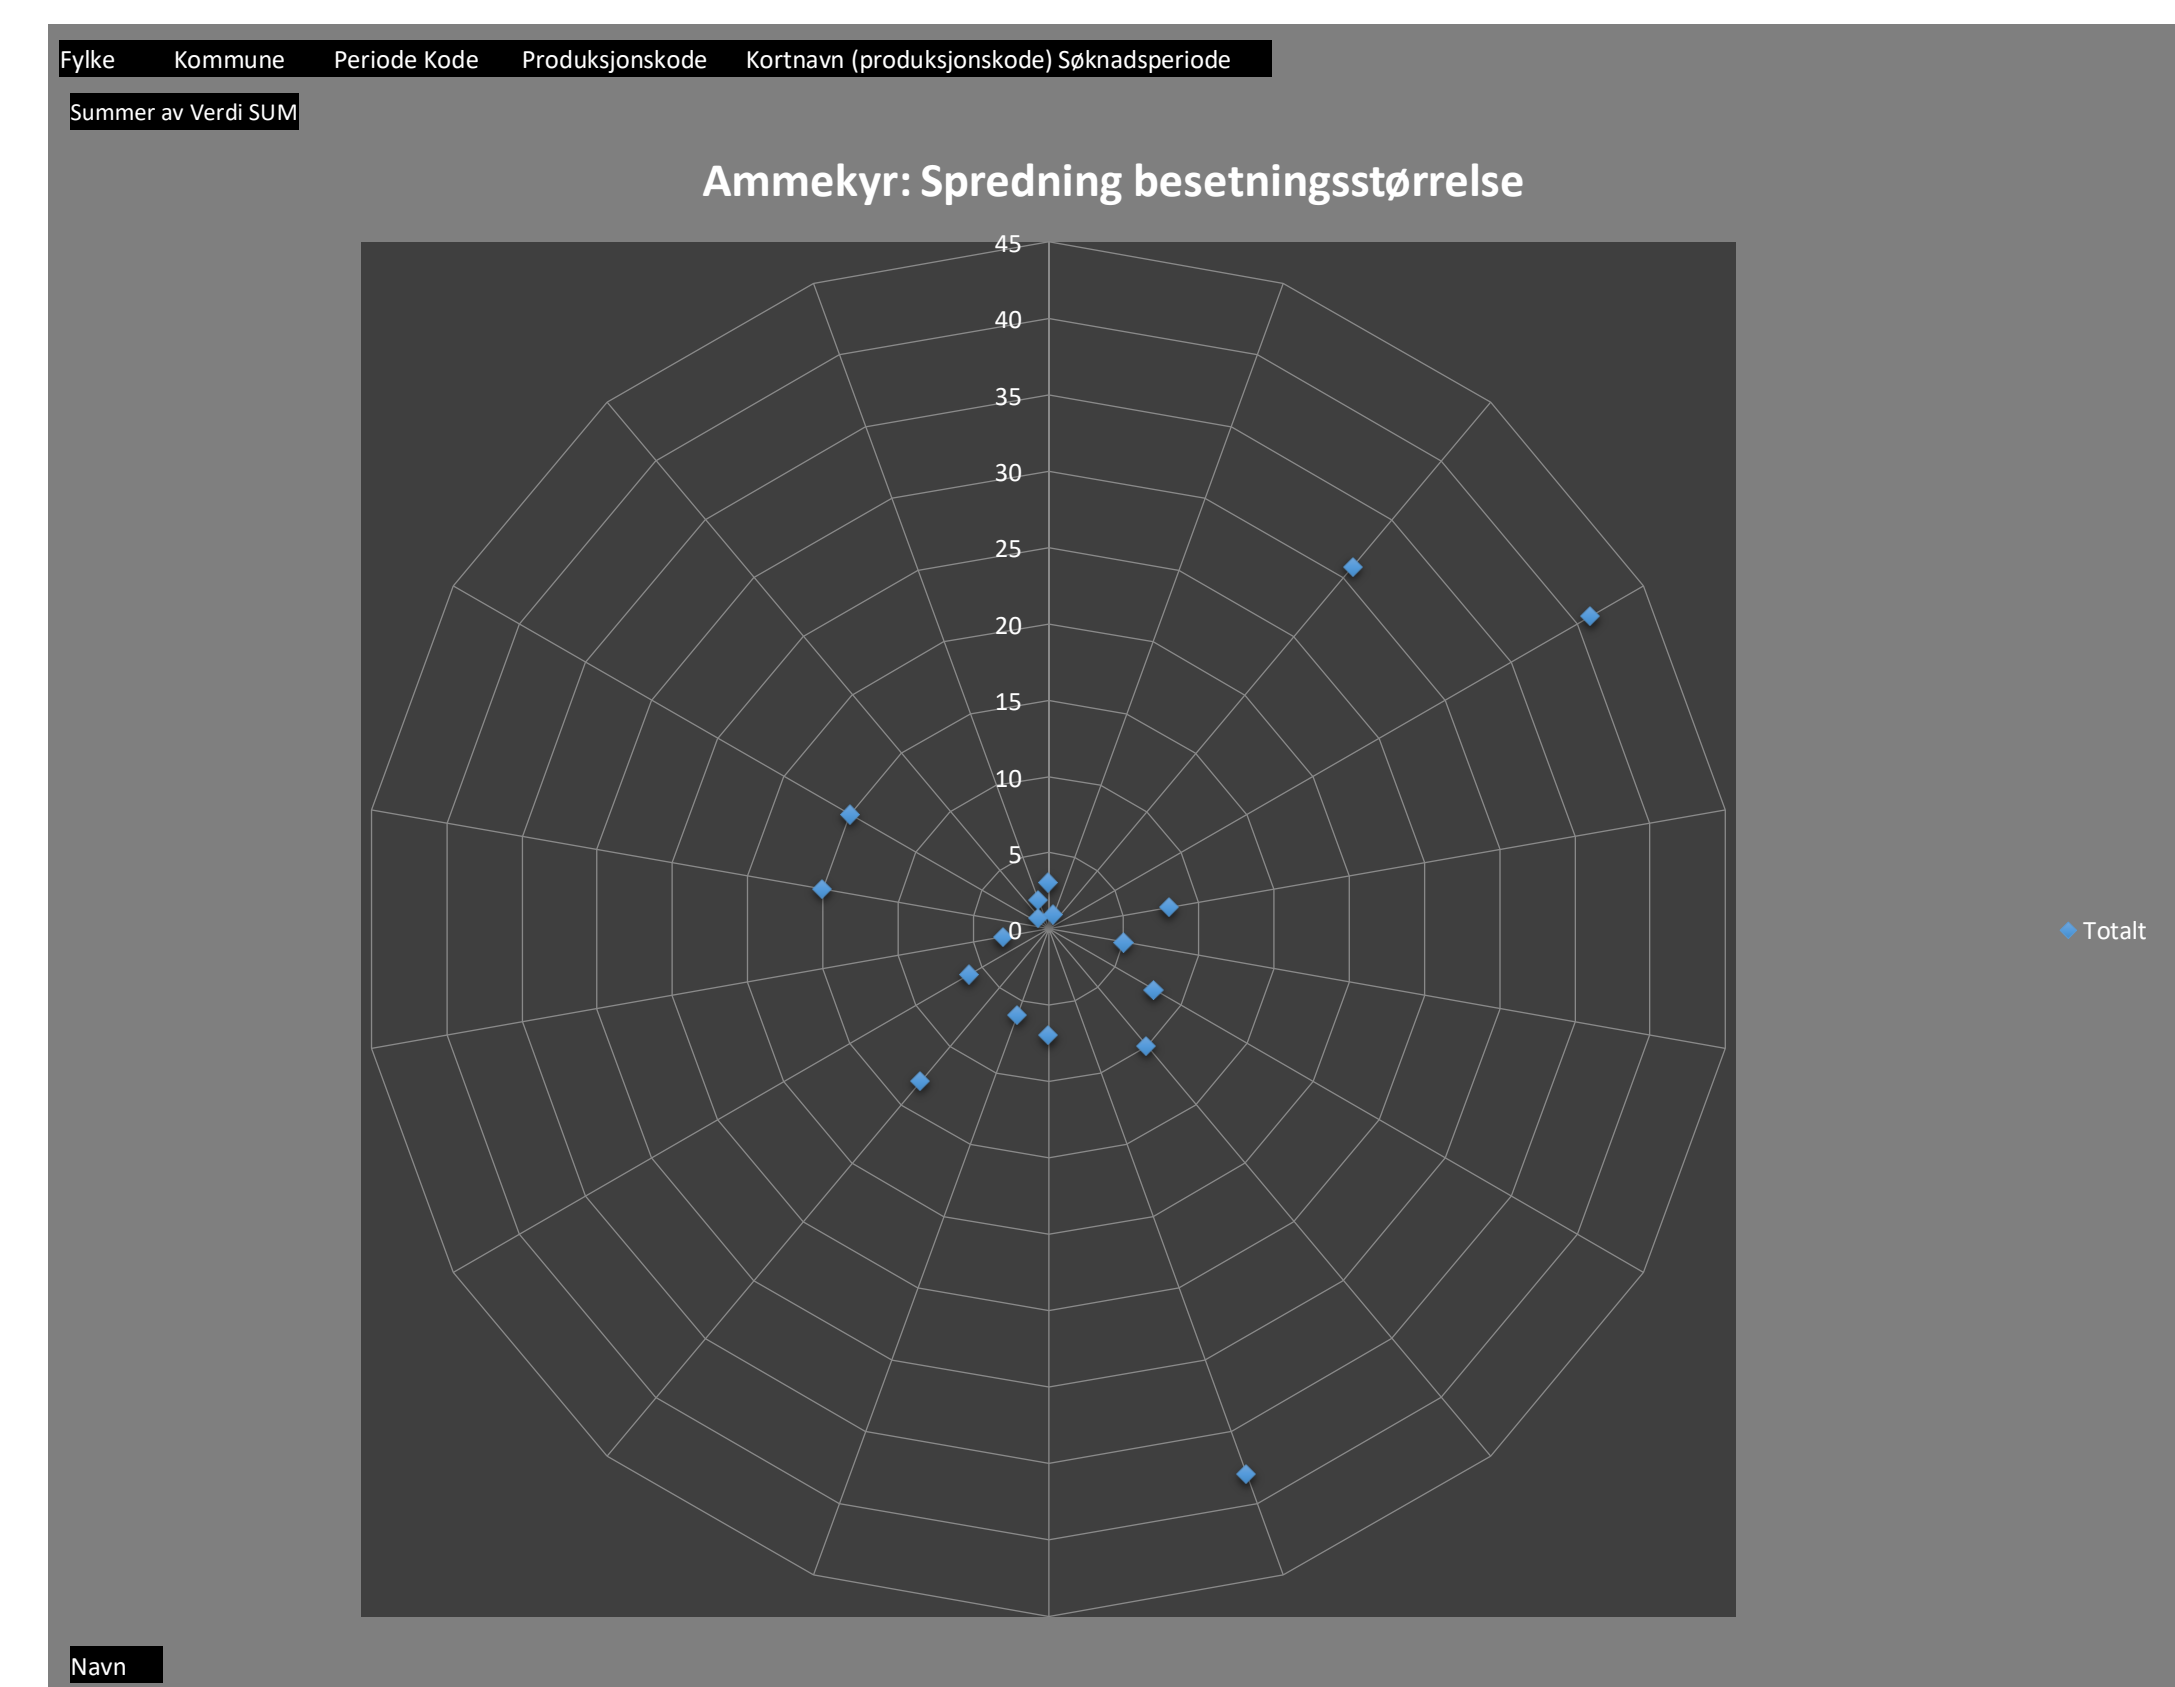 Fylke Kommune Periode Kode Produksjonskode Kortnavn (produksjonskode) Søknadsperiode
Summer av Verdi SUM
Ammekyr: Spredning besetningsstørrelse
45
40
35
30
25
20
15
10
5
0
Totalt
Navn